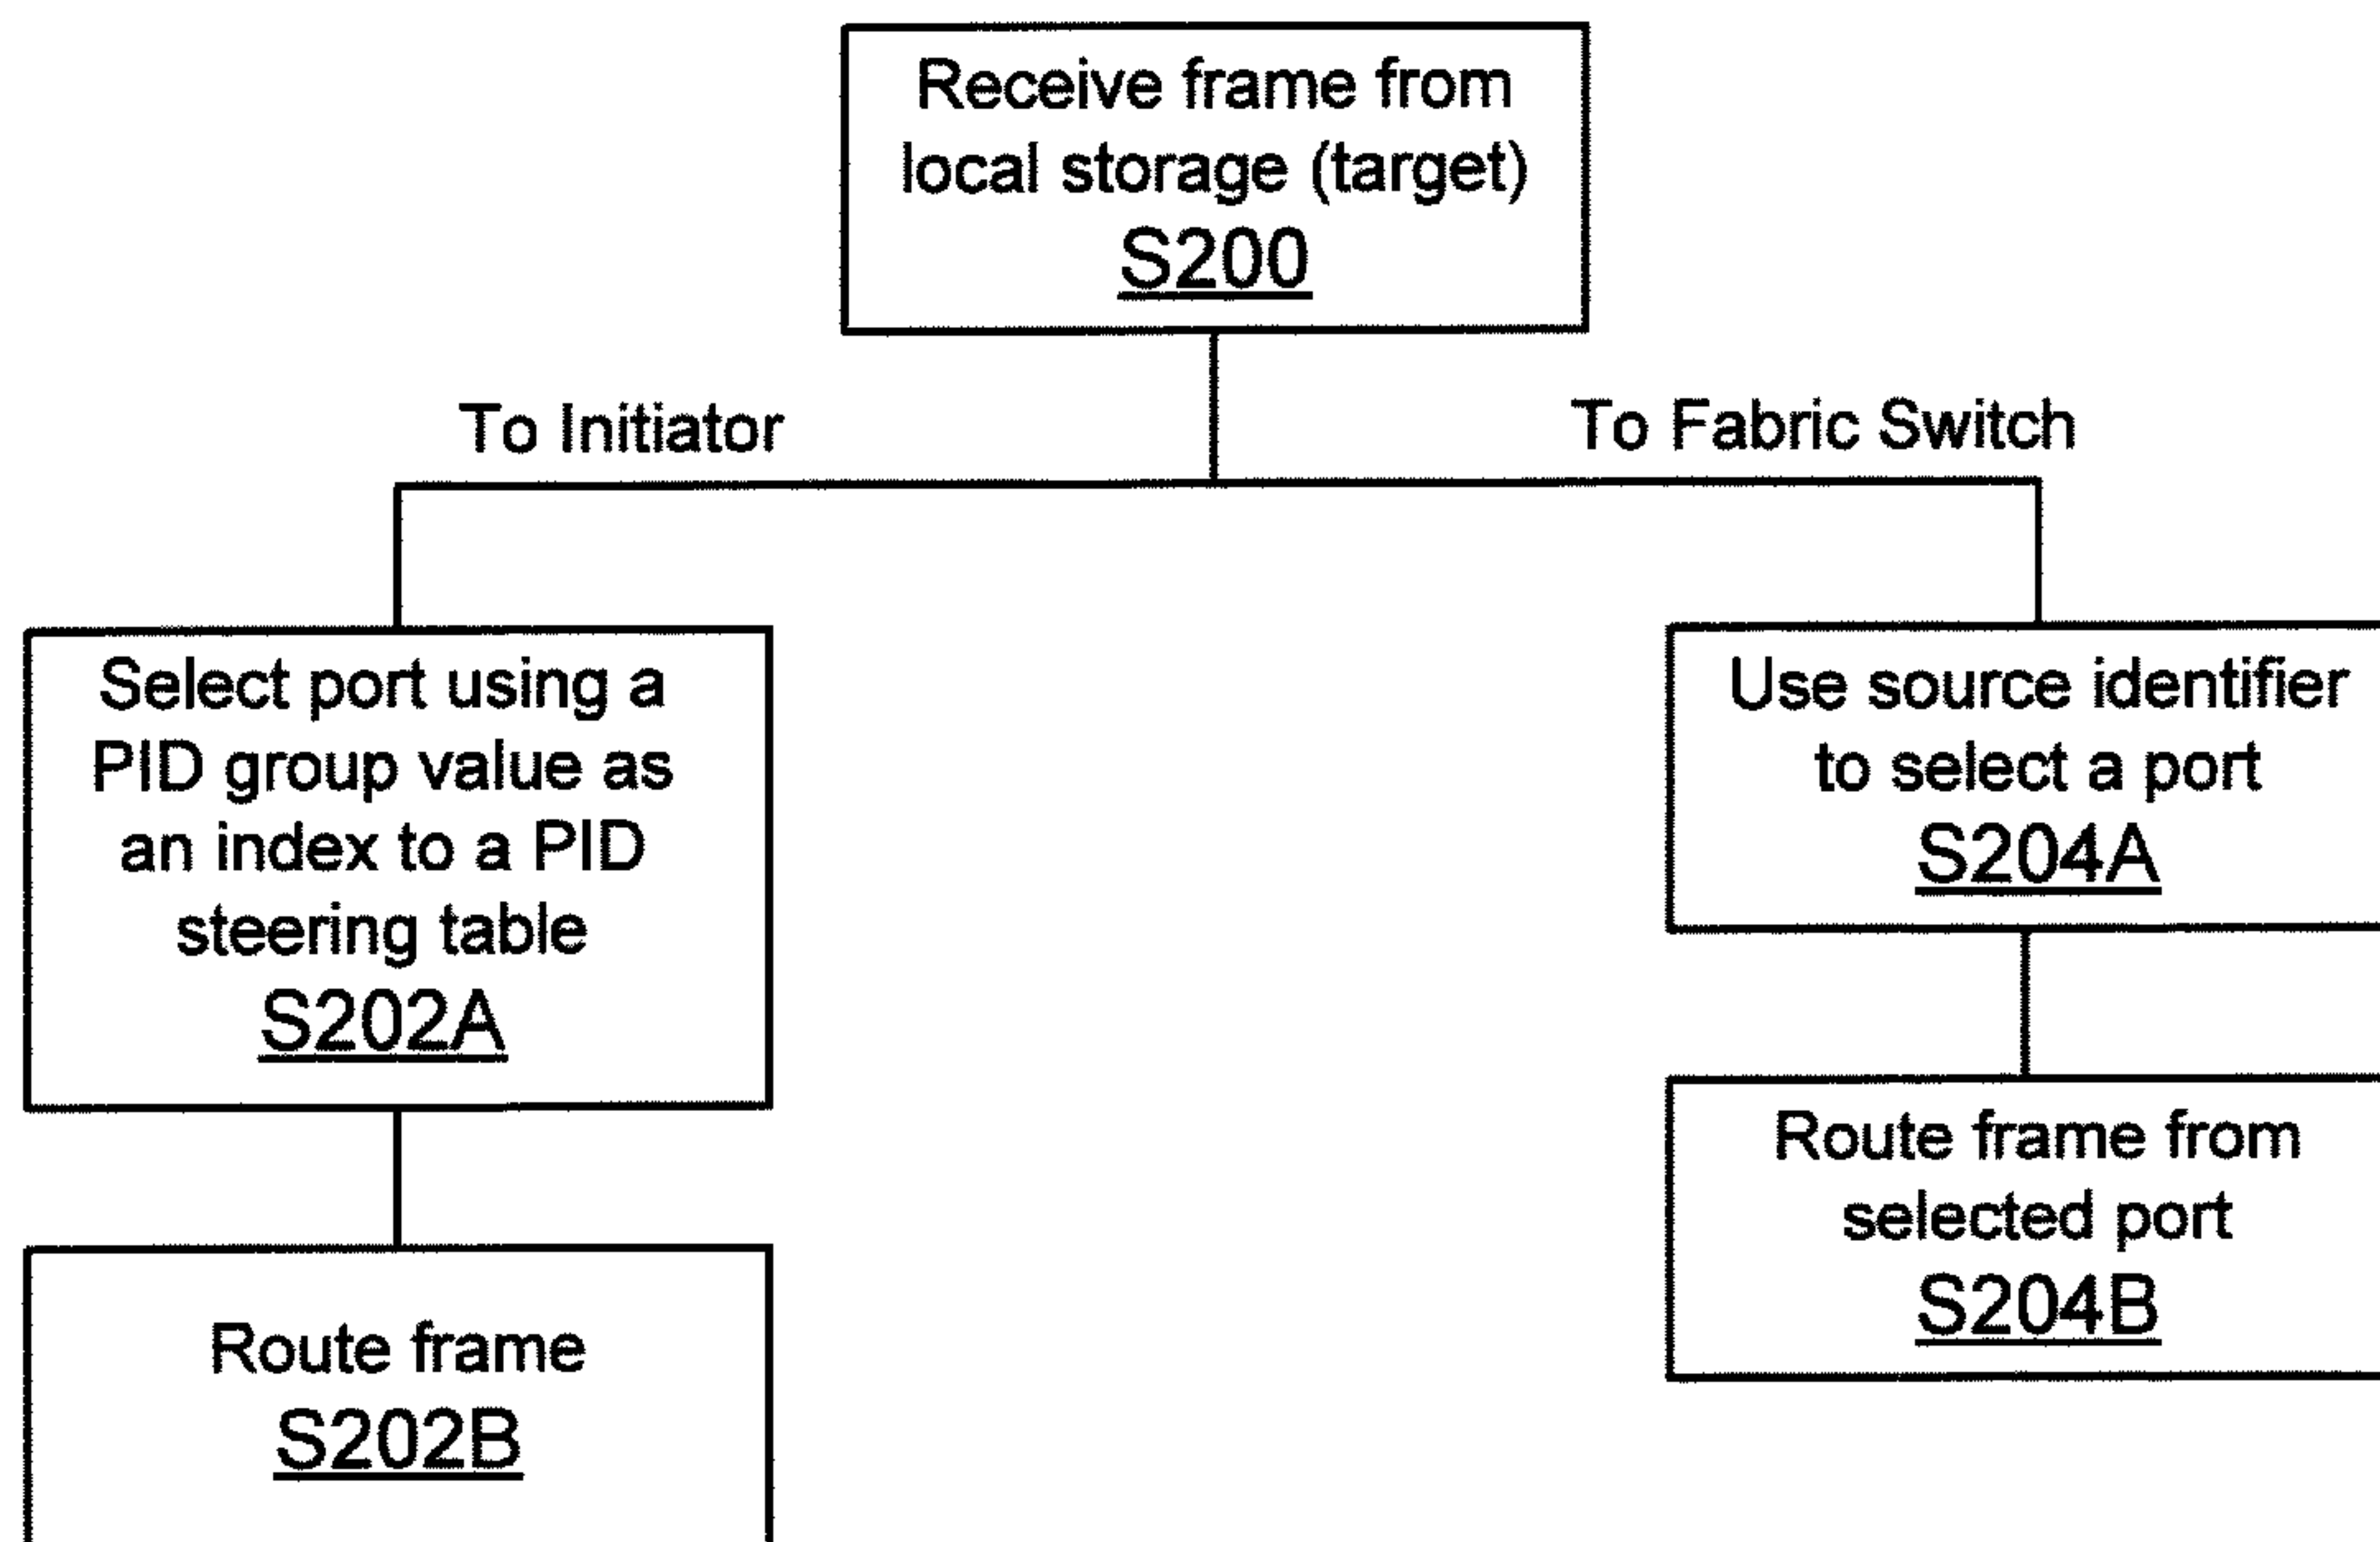 Receive frame from
local storage (target)
S200
To Initiator
To Fabric Switch
Select port using a
PID group value as
an index to a PID
steering table
S202A
Route frame
S202B
Use source identifier
to select a port
S204A
Route frame from
selected port
S204B